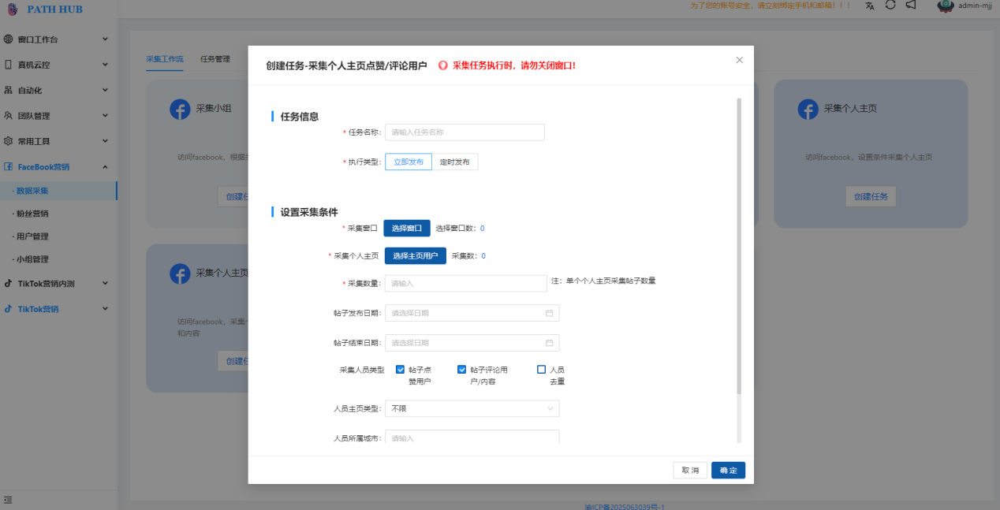 PATH HUB
为了您的账号安全，请立刻绑定手机和邮箱！！！
admin-mjj
窗口工作台
真机云控
自动化
团队管理
常用工具
FaceBook营销
· 数据采集
· 粉丝营销
· 用户管理
· 小组管理
TikTok营销内测
TikTok营销
采集工作流
任务管理
采集小组
访问facebook，根据
创建任
采集个人主页
访问facebook，采集
和内容
创建任
采集个人主页
访问facebook，设置条件采集个人主页
创建任务
创建任务-采集个人主页点赞/评论用户
采集任务执行时，请勿关闭窗口！
任务信息
* 任务名称: 请输入任务名称
* 执行类型: 立即发布 定时发布
设置采集条件
* 采集窗口 选择窗口 选择窗口数：0
* 采集个人主页 选择主页用户 采集数：0
* 采集数量: 请输入 注：单个个人主页采集帖子数量
帖子发布日期: 请选择日期
帖子结束日期: 请选择日期
采集人员类型 帖子点赞用户 帖子评论用户/内容 人员去重
人员主页类型: 不限
人员所属城市: 请输入
取 消
确 定
渝ICP备2025063039号-1